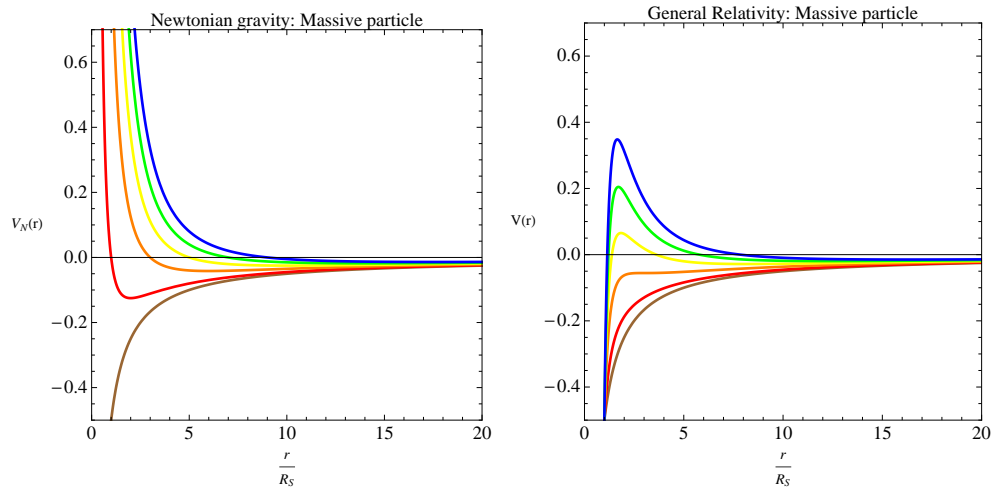 Newtonian gravity: Massive particle
0.6
0.4
0.2
V_N(r)
0.0
−0.2
−0.4
0
5
10
15
20
r
R_S
General Relativity: Massive particle
0.6
0.4
0.2
V(r)
0.0
−0.2
−0.4
0
5
10
15
20
r
R_S